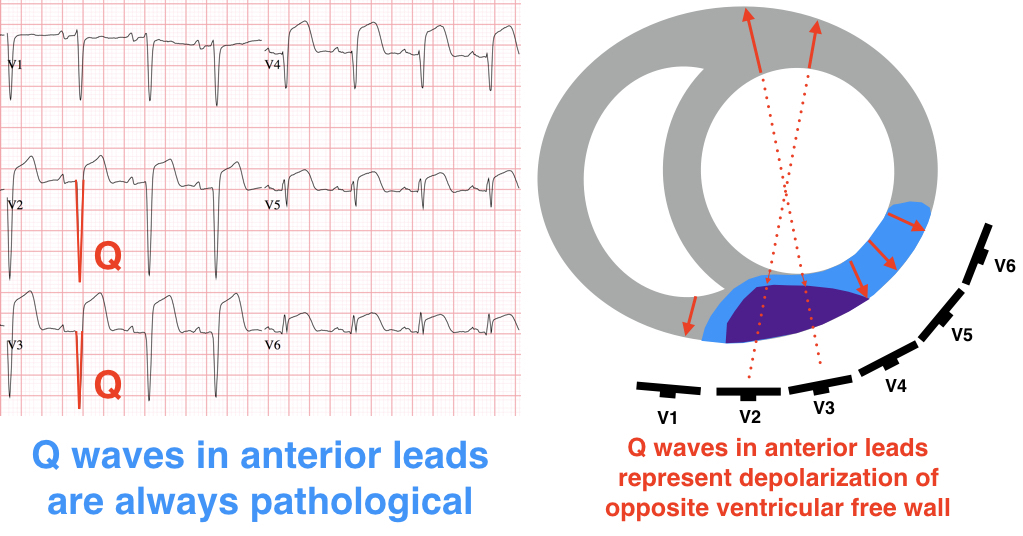 V1
V4
V2
V5
Q
V3
V6
Q
Q waves in anterior leads
are always pathological
V6
V5
V4
V3
V2
V1
Q waves in anterior leads
represent depolarization of
opposite ventricular free wall